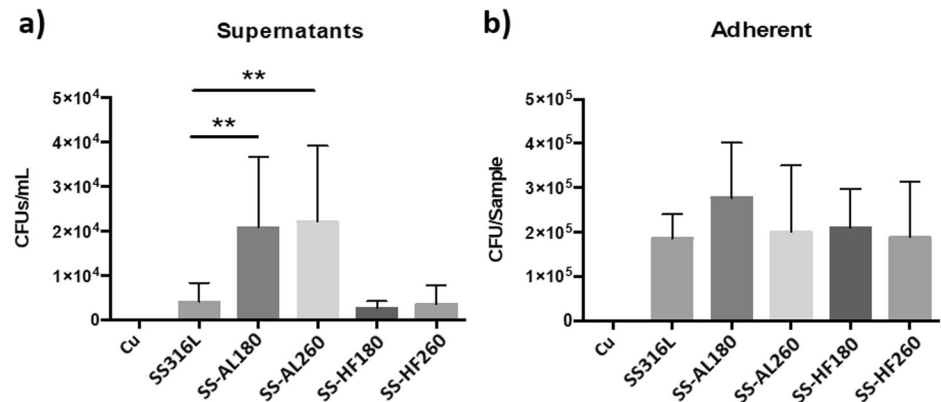 a)
Supernatants
**
**
CFUs/mL
5×10⁴
4×10⁴
3×10⁴
2×10⁴
1×10⁴
0
Cu
SS316L
SS-AL180
SS-AL260
SS-HF180
SS-HF260
b)
Adherent
CFU/Sample
5×10⁵
4×10⁵
3×10⁵
2×10⁵
1×10⁵
0
Cu
SS316L
SS-AL180
SS-AL260
SS-HF180
SS-HF260